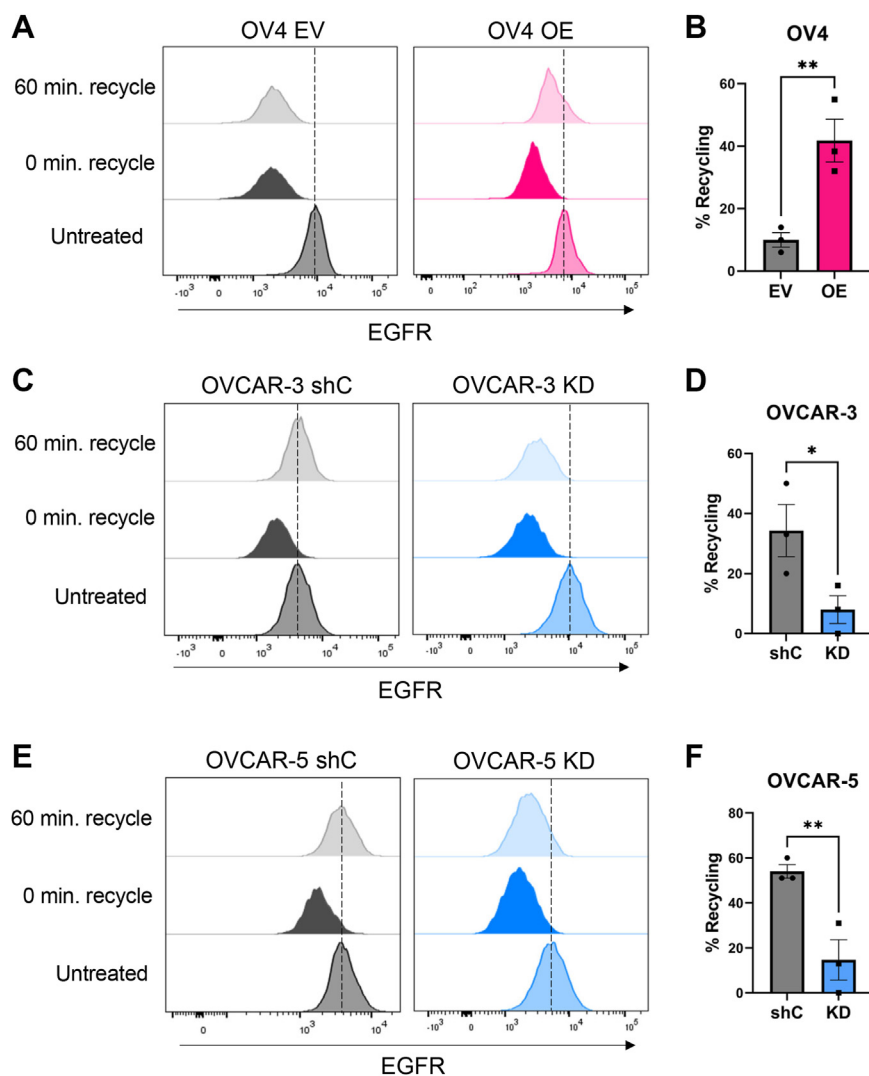 A
OV4 EV
OV4 OE
60 min. recycle
0 min. recycle
Untreated
-10³ 0 10³ 10⁴ 10⁵
-10² 0 10² 10³ 10⁴ 10⁵
EGFR
B
OV4
**
% Recycling
60
40
20
0
EV OE
C
OVCAR-3 shC
OVCAR-3 KD
60 min. recycle
0 min. recycle
Untreated
-10³ 0 10³ 10⁴ 10⁵
-10³ 0 10³ 10⁴ 10⁵
EGFR
D
OVCAR-3
*
% Recycling
60
40
20
0
shC KD
E
OVCAR-5 shC
OVCAR-5 KD
60 min. recycle
0 min. recycle
Untreated
0 10³ 10⁴
-10³ 0 10³ 10⁴ 10⁵
EGFR
F
OVCAR-5
**
% Recycling
80
60
40
20
0
shC KD